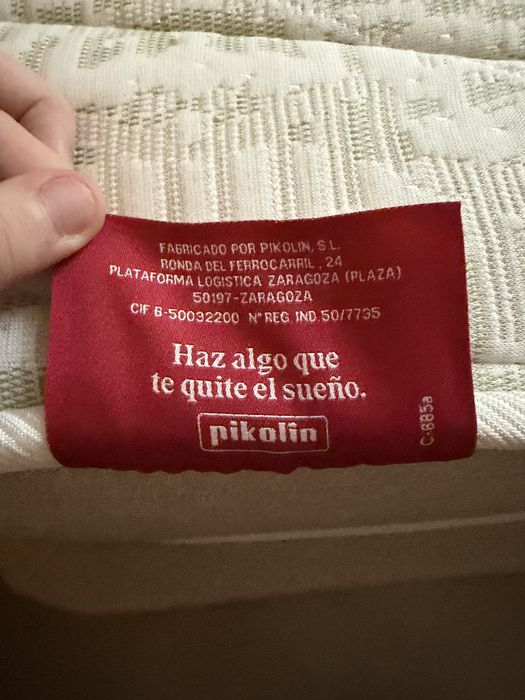 FABRICADO POR PIKOLIN, S.L.
RONDA DEL FERROCARRIL, 24
PLATAFORMA LOGISTICA ZARAGOZA (PLAZA)
50197-ZARAGOZA
CIF B-50032200 Nº REG. IND. 50/7735
Haz algo que
te quite el sueño.
pikolin
C-685a